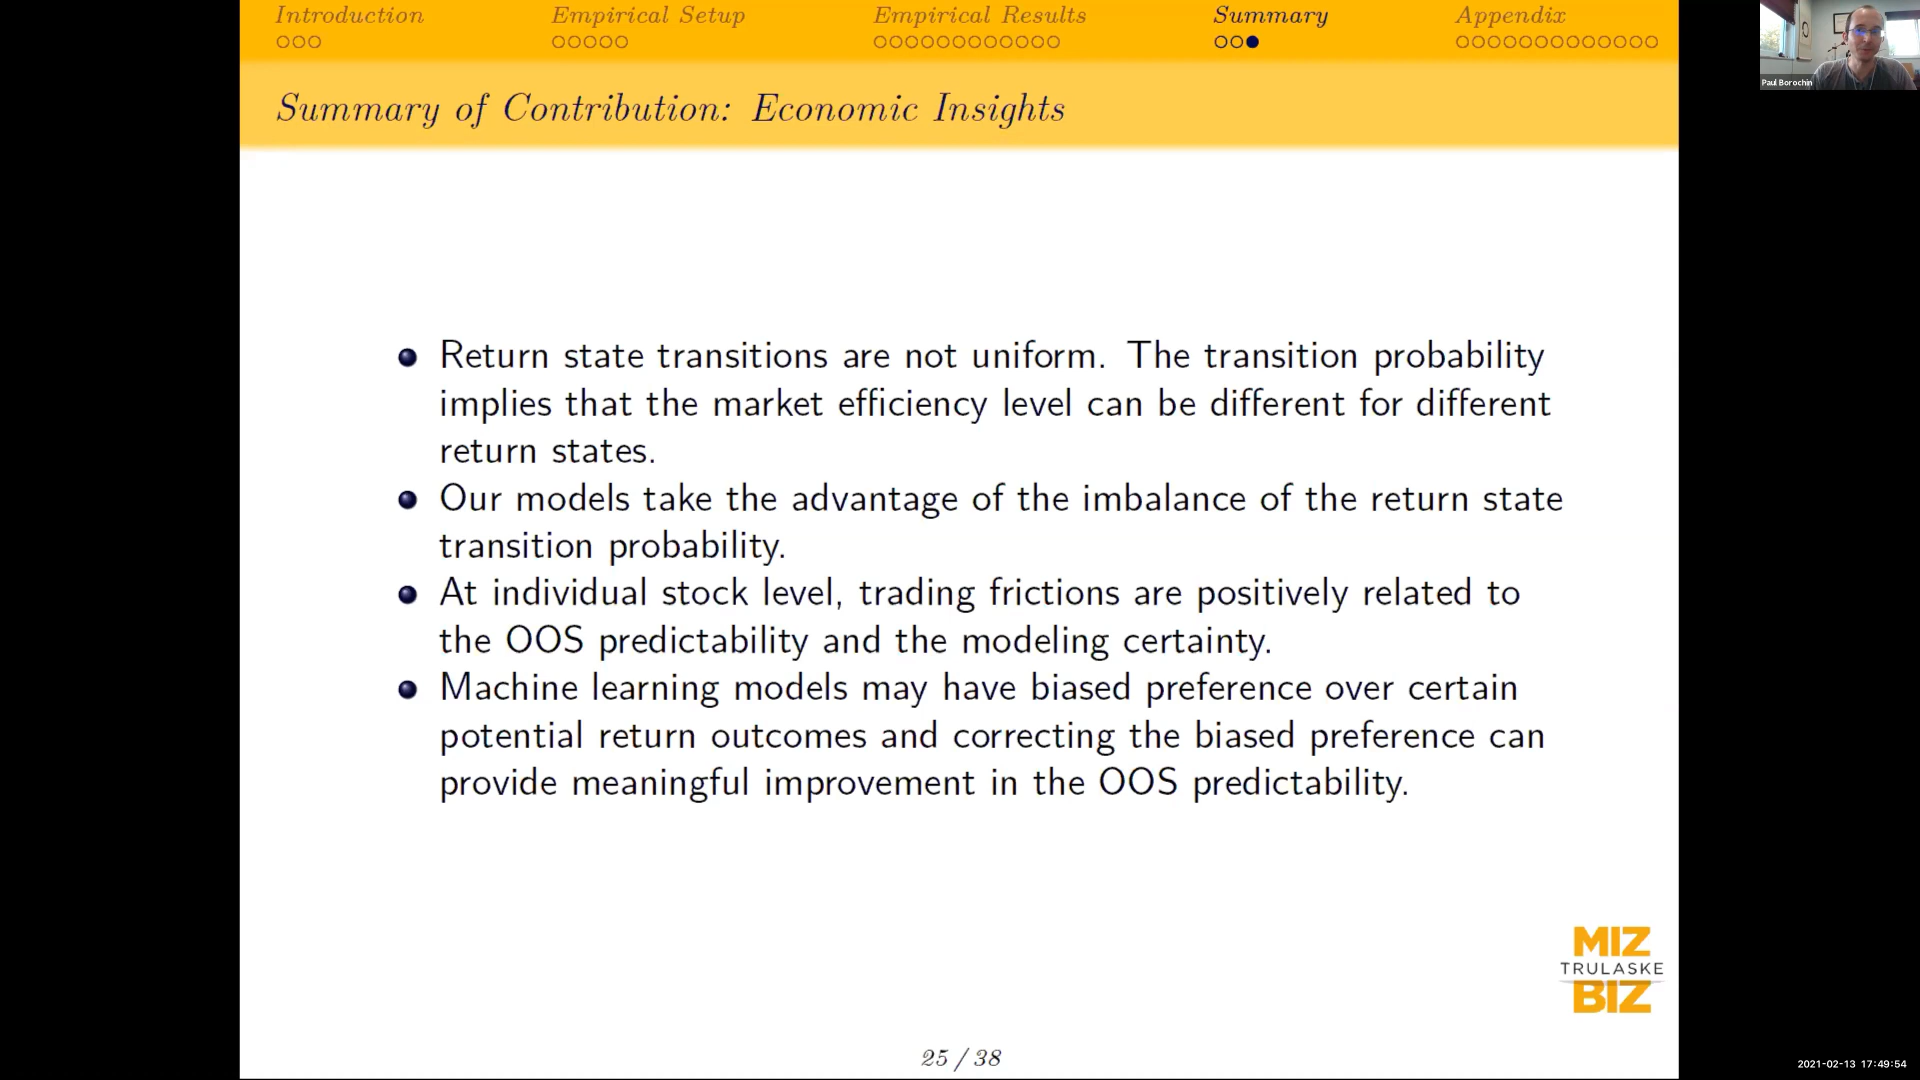 Introduction
Empirical Setup
Empirical Results
Summary
Appendix
Summary of Contribution: Economic Insights
Return state transitions are not uniform. The transition probability
implies that the market efficiency level can be different for different
return states.
Our models take the advantage of the imbalance of the return state
transition probability.
At individual stock level, trading frictions are positively related to
the OOS predictability and the modeling certainty.
Machine learning models may have biased preference over certain
potential return outcomes and correcting the biased preference can
provide meaningful improvement in the OOS predictability.
MIZ
TRULASKE
BIZ
25 / 38
Paul Borochin
2021-02-13 17:49:54